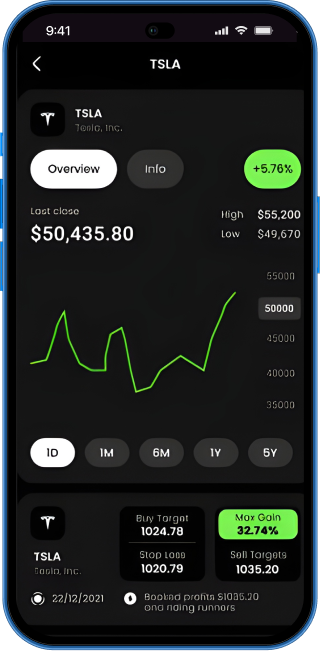 9:41
TSLA
TSLA
Tesla, Inc.
Overview
Info
+5.76%
Last close
High $55,200
$50,435.80
Low $49,670
55000
50000
45000
40000
35000
1D
1M
6M
1Y
5Y
TSLA
Tesla, Inc.
Buy Target
1024.78
Stop Loss
1020.79
Max Gain
32.74%
Sell Targets
1035.20
22/12/2021
Booked profits $1035.20
and riding runners